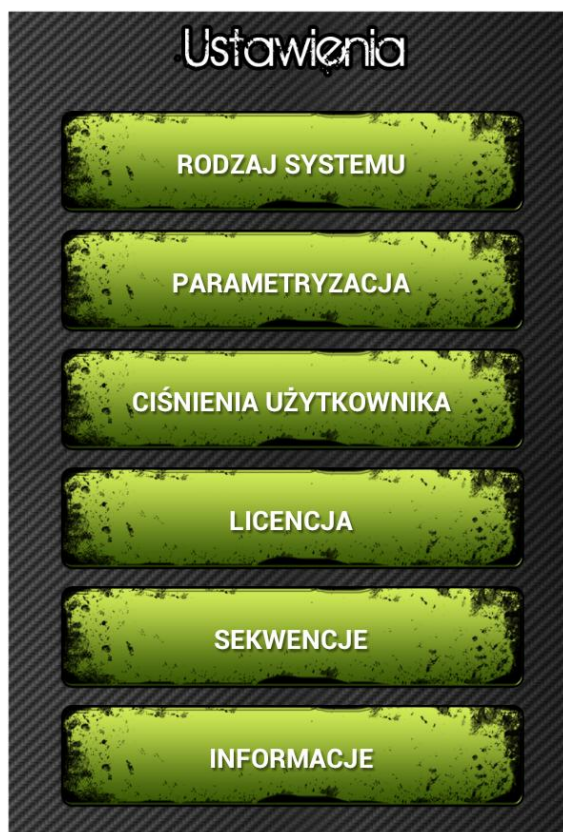 Ustawienia
RODZAJ SYSTEMU
PARAMETRYZACJA
CIŚNIENIA UŻYTKOWNIKA
LICENCJA
SEKWENCJE
INFORMACJE